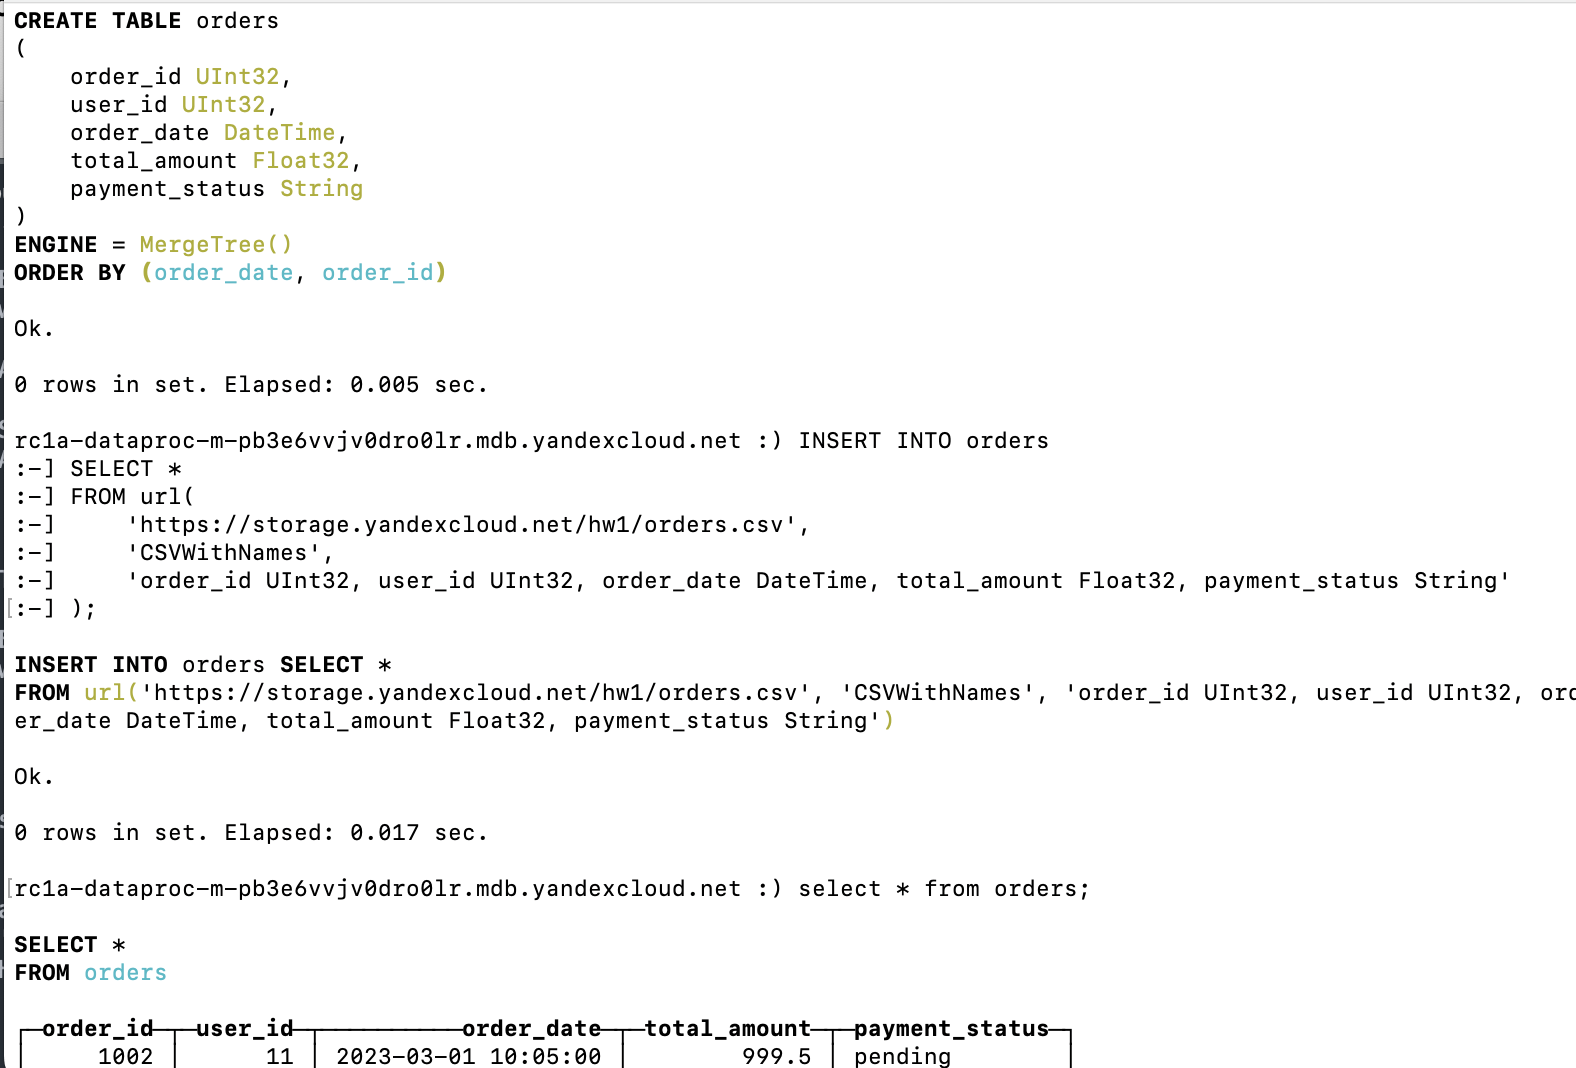 CREATE TABLE orders
(
    order_id UInt32,
    user_id UInt32,
    order_date DateTime,
    total_amount Float32,
    payment_status String
)
ENGINE = MergeTree()
ORDER BY (order_date, order_id)
Ok.
0 rows in set. Elapsed: 0.005 sec.
rc1a-dataproc-m-pb3e6vvjv0dro0lr.mdb.yandexcloud.net :) INSERT INTO orders
:-] SELECT *
:-] FROM url(
:-]     'https://storage.yandexcloud.net/hw1/orders.csv',
:-]     'CSVWithNames',
:-]     'order_id UInt32, user_id UInt32, order_date DateTime, total_amount Float32, payment_status String'
[:-] );
INSERT INTO orders SELECT *
FROM url('https://storage.yandexcloud.net/hw1/orders.csv', 'CSVWithNames', 'order_id UInt32, user_id UInt32, ord
er_date DateTime, total_amount Float32, payment_status String')
Ok.
0 rows in set. Elapsed: 0.017 sec.
[rc1a-dataproc-m-pb3e6vvjv0dro0lr.mdb.yandexcloud.net :) select * from orders;
SELECT *
FROM orders
order_id user_id order_date total_amount payment_status
1002 11 2023-03-01 10:05:00 999.5 pending